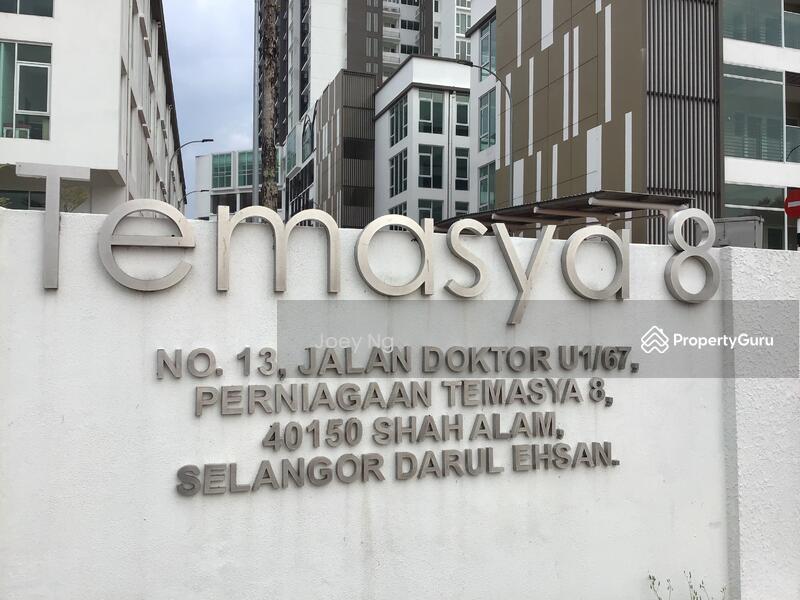 Temasya 8
Joey Ng
PropertyGuru
NO. 13, JALAN DOKTOR U1/67,
PERNIAGAAN TEMASYA 8,
40150 SHAH ALAM,
SELANGOR DARUL EHSAN.